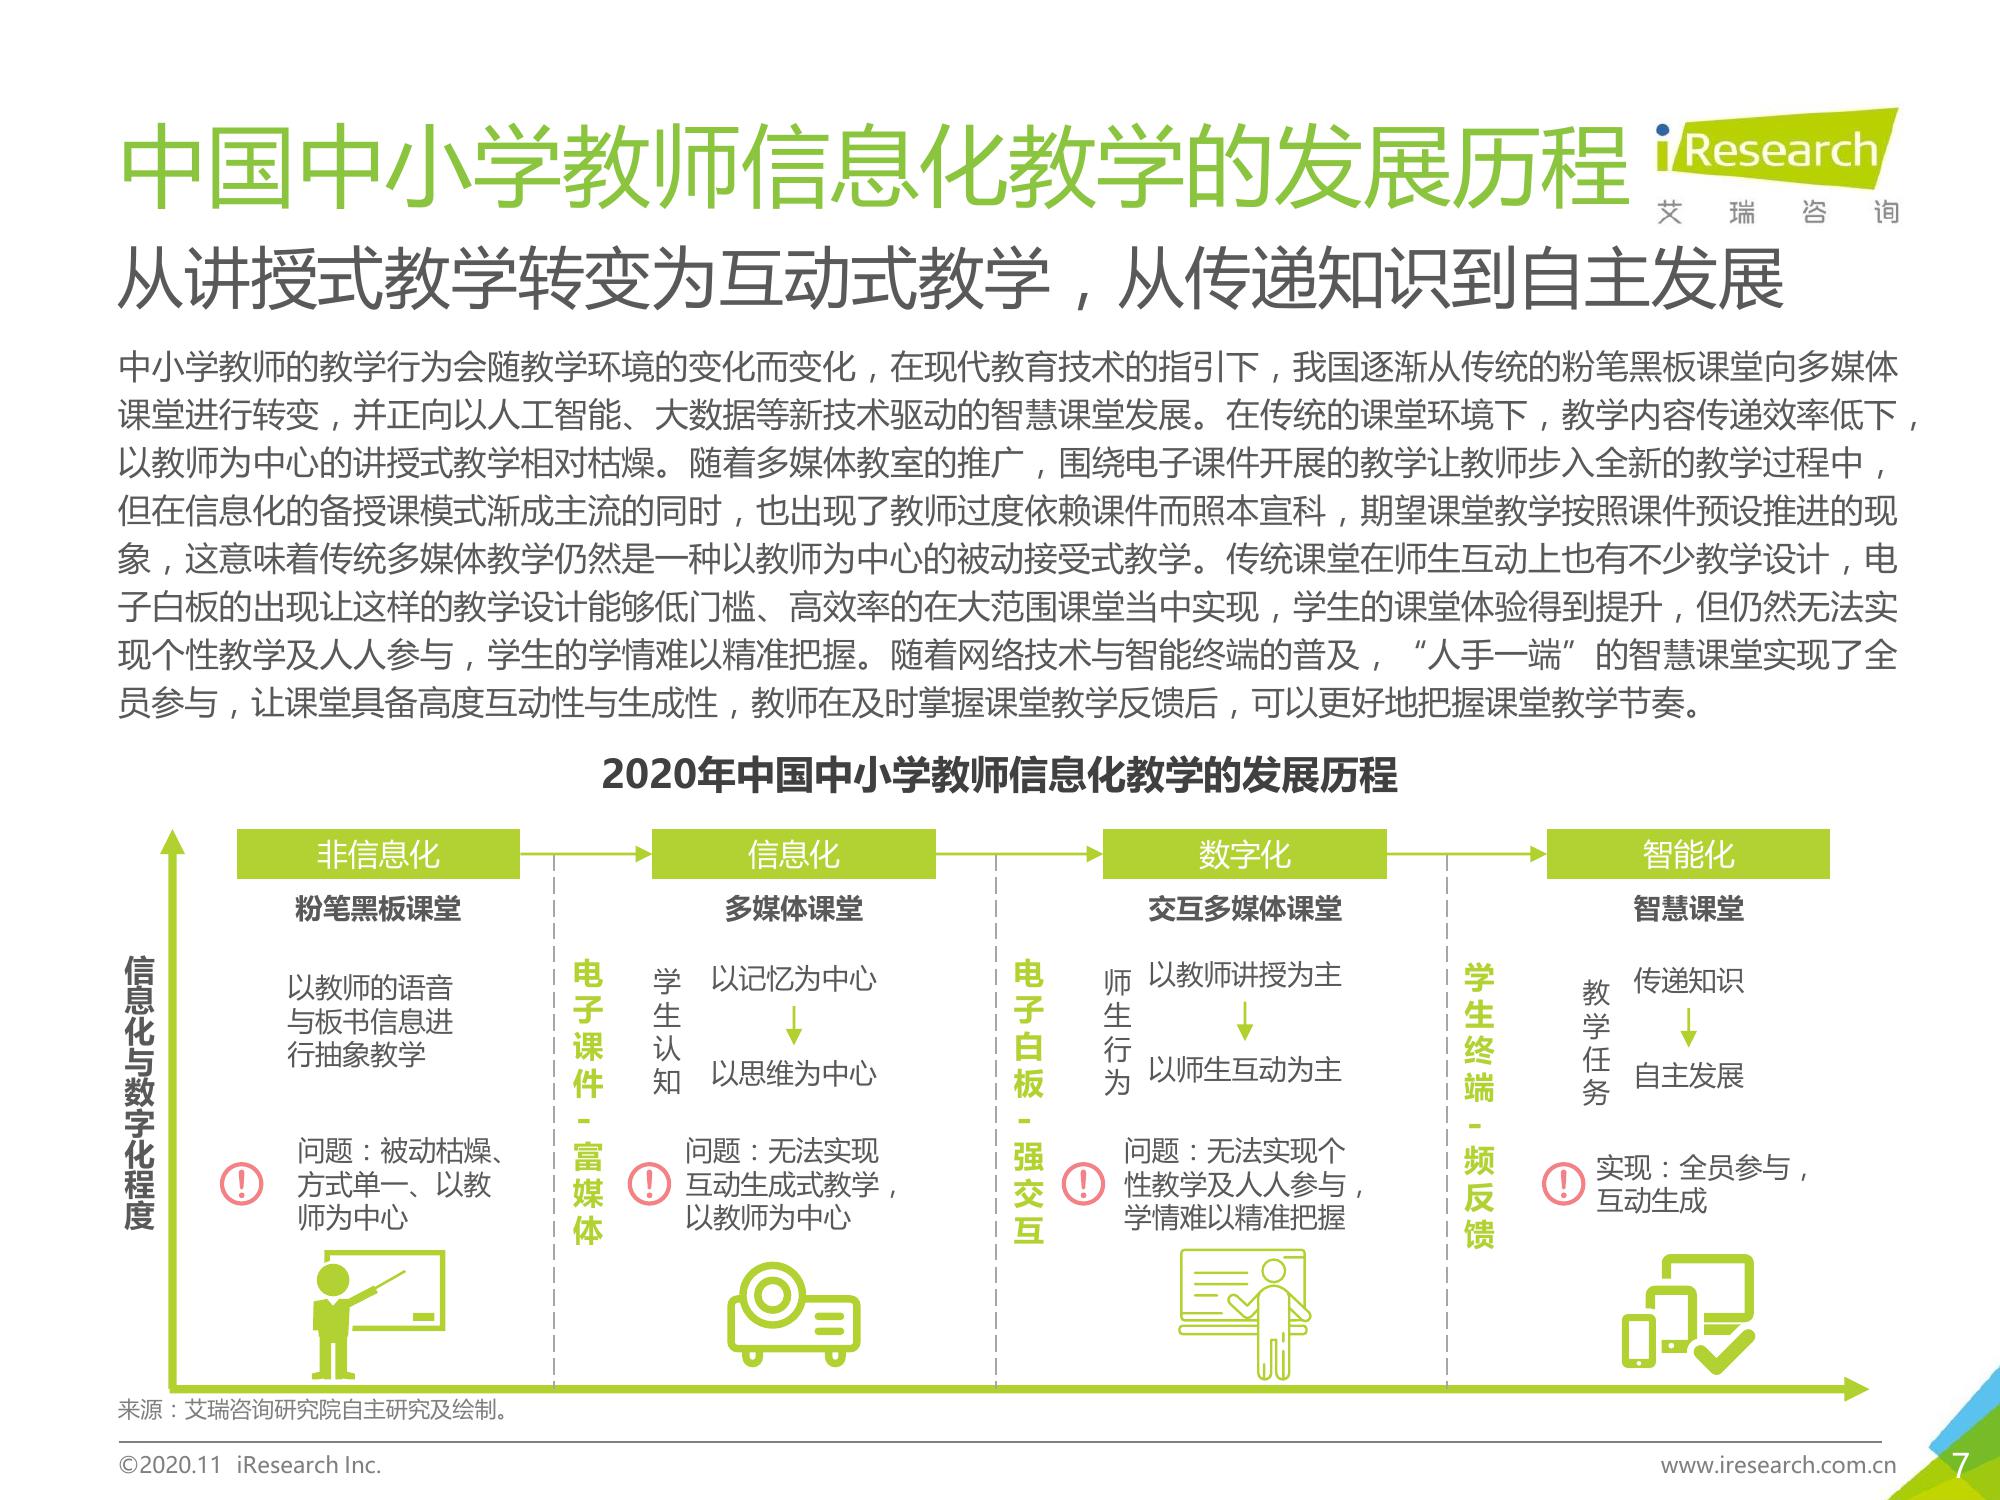 中国中小学教师信息化教学的发展历程
iResearch
艾瑞咨询
从讲授式教学转变为互动式教学，从传递知识到自主发展
中小学教师的教学行为会随教学环境的变化而变化，在现代教育技术的指引下，我国逐渐从传统的粉笔黑板课堂向多媒体
课堂进行转变，并正向以人工智能、大数据等新技术驱动的智慧课堂发展。在传统的课堂环境下，教学内容传递效率低下，
以教师为中心的讲授式教学相对枯燥。随着多媒体教室的推广，围绕电子课件开展的教学让教师步入全新的教学过程中，
但在信息化的备授课模式渐成主流的同时，也出现了教师过度依赖课件而照本宣科，期望课堂教学按照课件预设推进的现
象，这意味着传统多媒体教学仍然是一种以教师为中心的被动接受式教学。传统课堂在师生互动上也有不少教学设计，电
子白板的出现让这样的教学设计能够低门槛、高效率的在大范围课堂当中实现，学生的课堂体验得到提升，但仍然无法实
现个性教学及人人参与，学生的学情难以精准把握。随着网络技术与智能终端的普及，“人手一端”的智慧课堂实现了全
员参与，让课堂具备高度互动性与生成性，教师在及时掌握课堂教学反馈后，可以更好地把握课堂教学节奏。
2020年中国中小学教师信息化教学的发展历程
信息化与数字化程度
非信息化
粉笔黑板课堂
以教师的语音
与板书信息进
行抽象教学
问题：被动枯燥、
方式单一、以教
师为中心
电子课件-富媒体
信息化
多媒体课堂
学生认知
以记忆为中心
以思维为中心
问题：无法实现
互动生成式教学，
以教师为中心
电子白板-强交互
数字化
交互多媒体课堂
师生行为
以教师讲授为主
以师生互动为主
问题：无法实现个
性教学及人人参与，
学情难以精准把握
学生终端-频反馈
智能化
智慧课堂
教学任务
传递知识
自主发展
实现：全员参与，
互动生成
来源：艾瑞咨询研究院自主研究及绘制。
©2020.11 iResearch Inc.
www.iresearch.com.cn
7